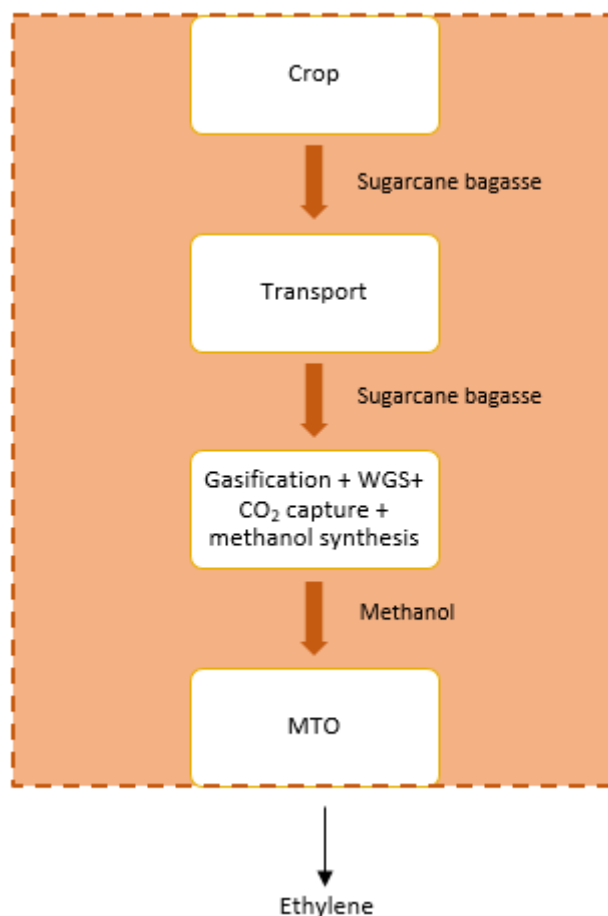 Crop
Sugarcane bagasse
Transport
Sugarcane bagasse
Gasification + WGS+
CO₂ capture +
methanol synthesis
Methanol
MTO
Ethylene